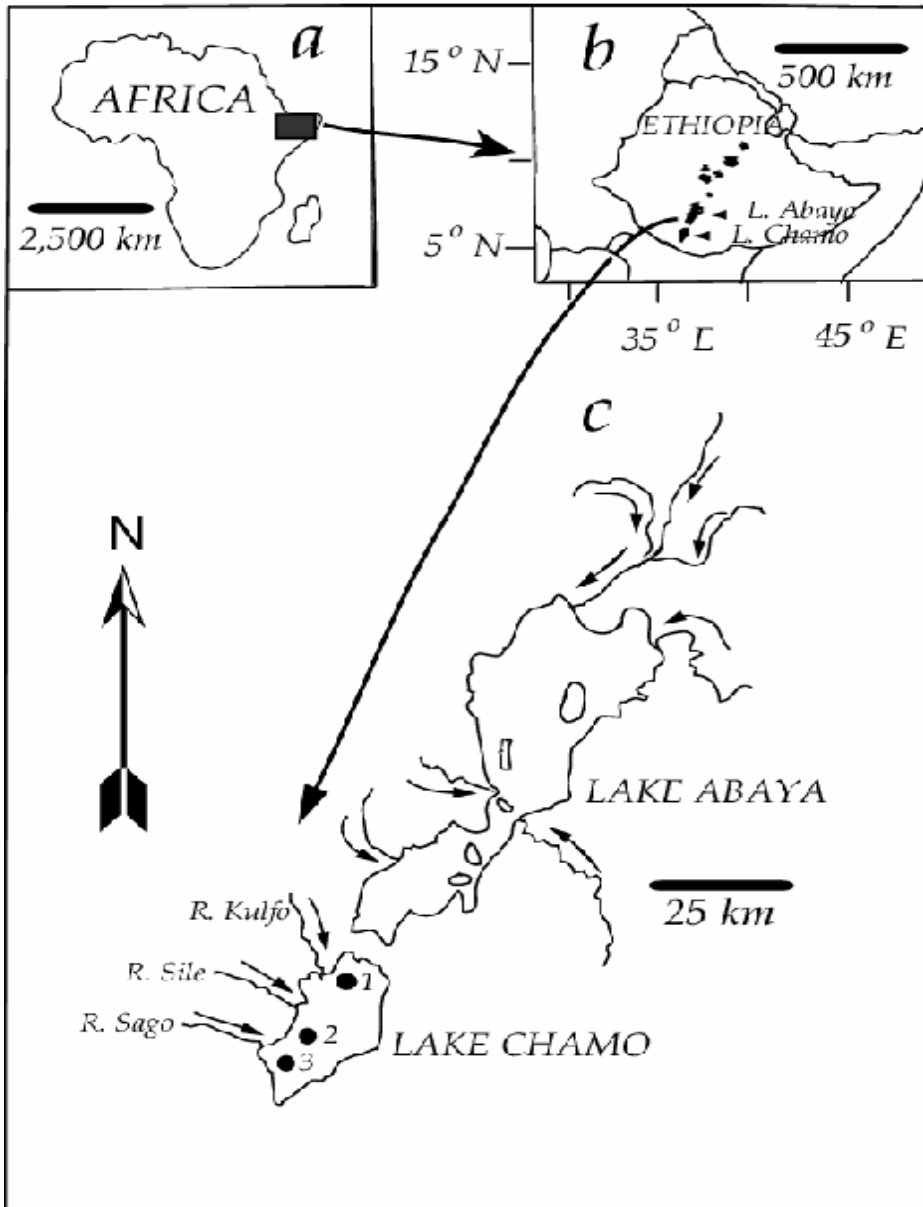 a
AFRICA
2,500 km
b
15° N
500 km
ETHIOPIA
L. Abaya
L. Chamo
5° N
35° E
45° E
c
N
LAKE ABAYA
25 km
R. Kulfo
R. Sile
R. Sago
1
2
3
LAKE CHAMO